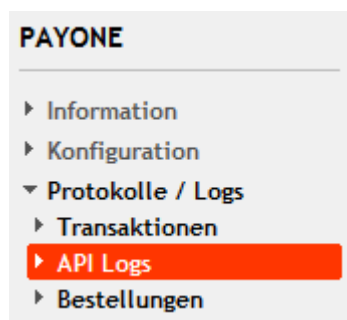 PAYONE
Information
Konfiguration
Protokolle / Logs
Transaktionen
API Logs
Bestellungen